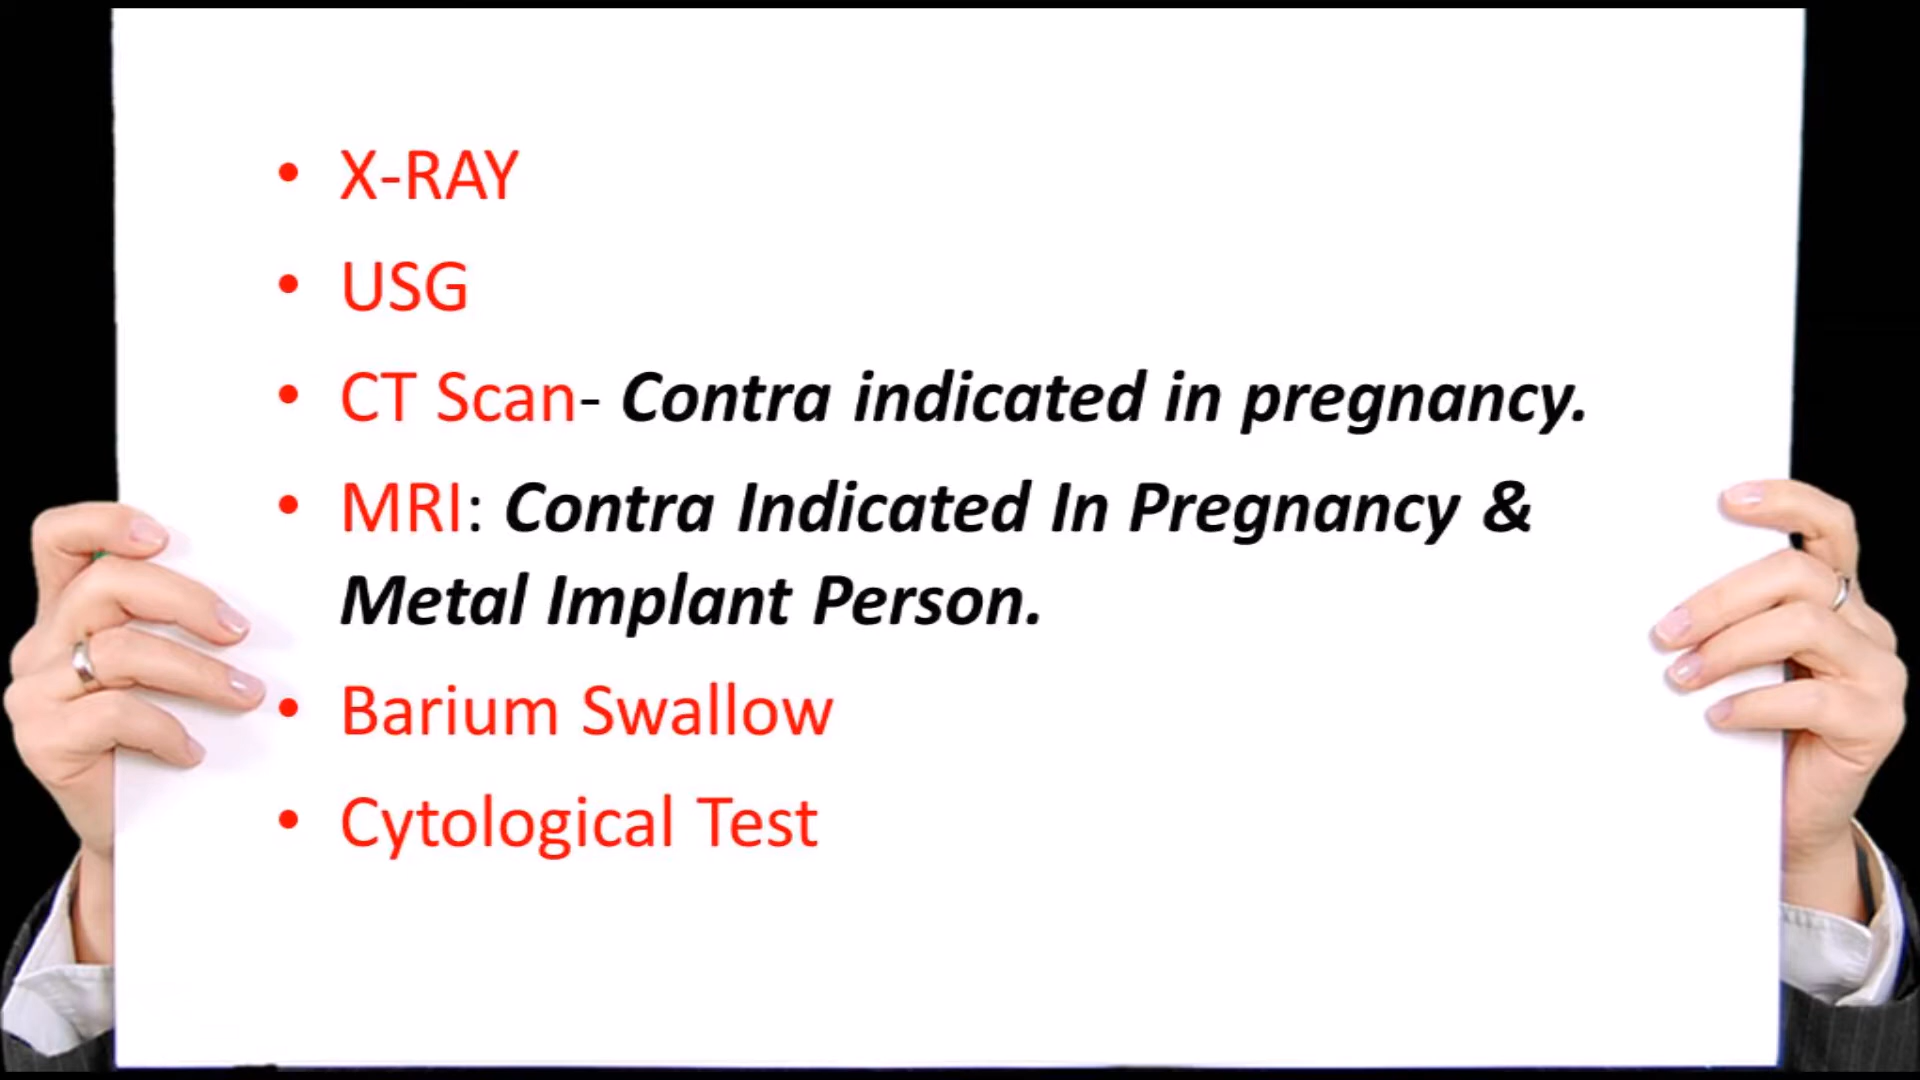 • X-RAY
• USG
• CT Scan- Contra indicated in pregnancy.
• MRI: Contra Indicated In Pregnancy &
Metal Implant Person.
• Barium Swallow
• Cytological Test